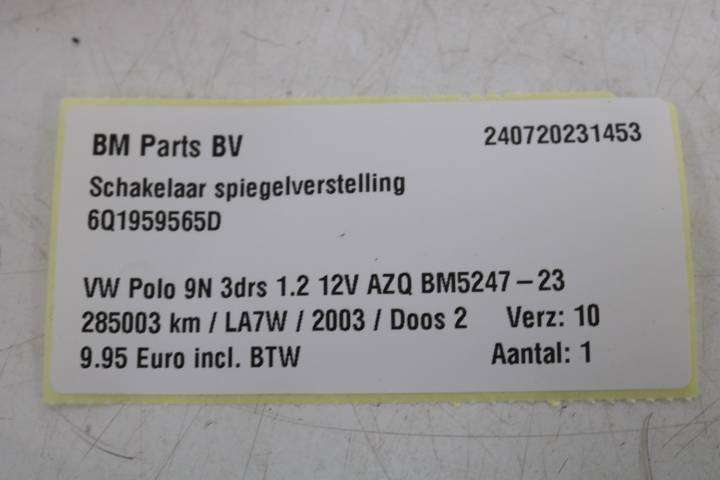 BM Parts BV 240720231453
Schakelaar spiegelverstelling
6Q1959565D
VW Polo 9N 3drs 1.2 12V AZQ BM5247 – 23
285003 km / LA7W / 2003 / Doos 2 Verz: 10
9.95 Euro incl. BTW Aantal: 1